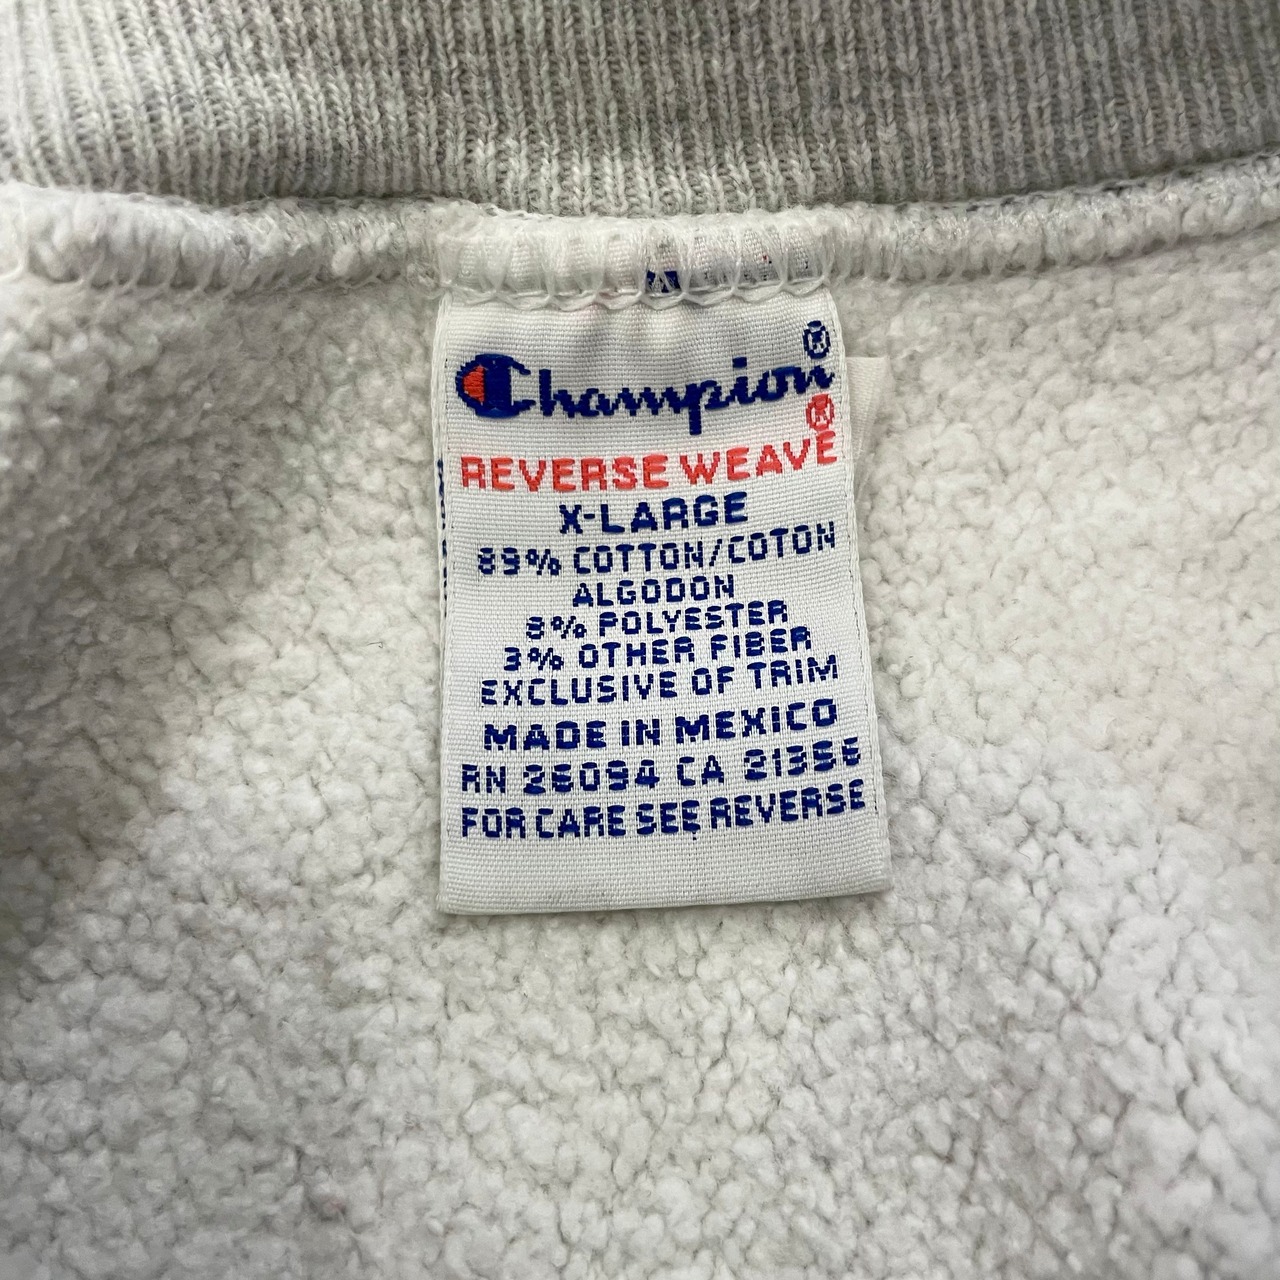 Champion®
REVERSE WEAVE®
X-LARGE
89% COTTON/COTON
ALGODON
8% POLYESTER
3% OTHER FIBER
EXCLUSIVE OF TRIM
MADE IN MEXICO
RN 26094 CA 21356
FOR CARE SEE REVERSE